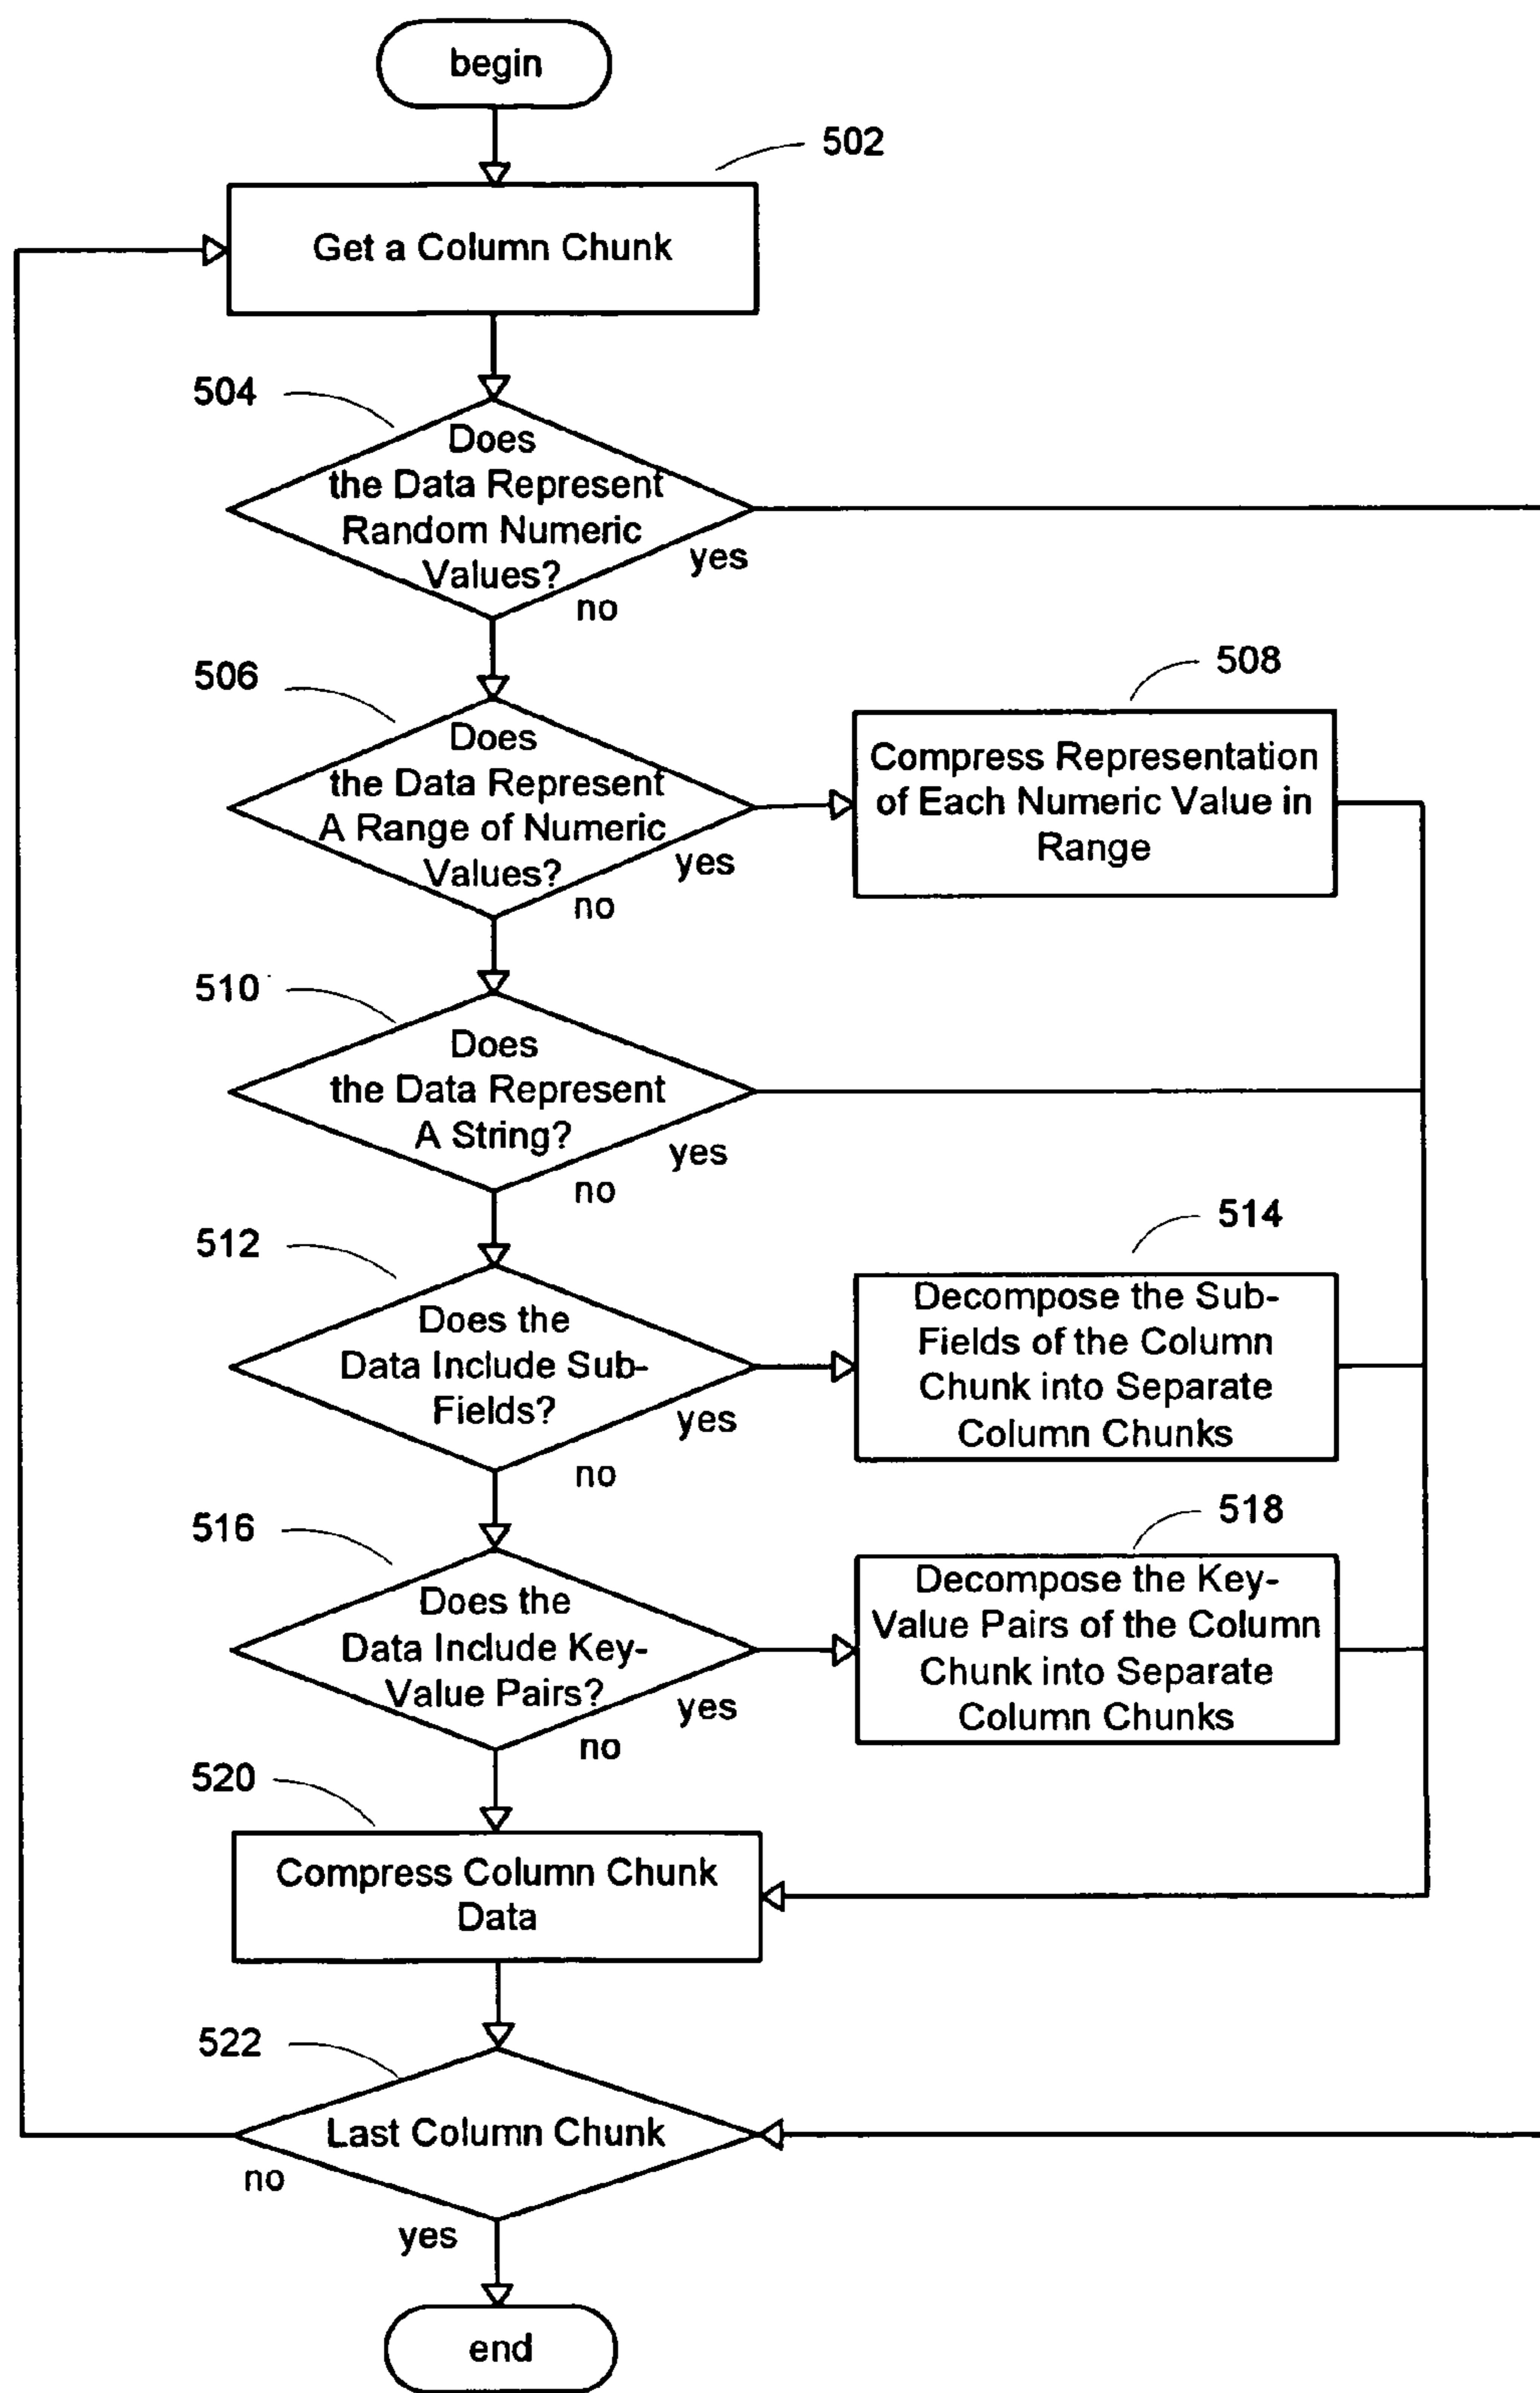 begin
502
Get a Column Chunk
504
Does
the Data Represent
Random Numeric
Values?
yes
no
506
Does
the Data Represent
A Range of Numeric
Values?
yes
no
508
Compress Representation
of Each Numeric Value in
Range
510
Does
the Data Represent
A String?
yes
no
512
Does the
Data Include Sub-
Fields?
yes
no
514
Decompose the Sub-
Fields of the Column
Chunk into Separate
Column Chunks
516
Does the
Data Include Key-
Value Pairs?
yes
no
518
Decompose the Key-
Value Pairs of the Column
Chunk into Separate
Column Chunks
520
Compress Column Chunk
Data
522
Last Column Chunk
no
yes
end